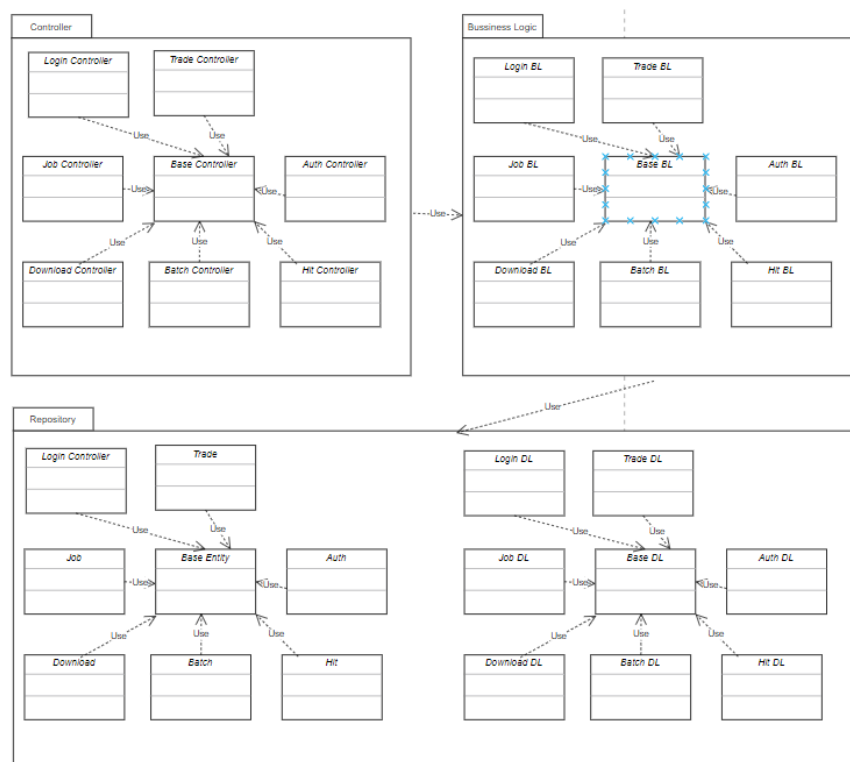 Controller
Login Controller
Trade Controller
Use
Use
Job Controller
Base Controller
Auth Controller
Use
Use
Use
Use
Use
Download Controller
Batch Controller
Hit Controller
Use
Bussiness Logic
Login BL
Trade BL
Use
Use
Job BL
Base BL
Auth BL
Use
Use
Use
Use
Use
Download BL
Batch BL
Hit BL
Use
Repository
Login Controller
Trade
Use
Use
Job
Base Entity
Auth
Use
Use
Use
Use
Use
Download
Batch
Hit
Login DL
Trade DL
Use
Use
Job DL
Base DL
Auth DL
Use
Use
Use
Use
Use
Download DL
Batch DL
Hit DL